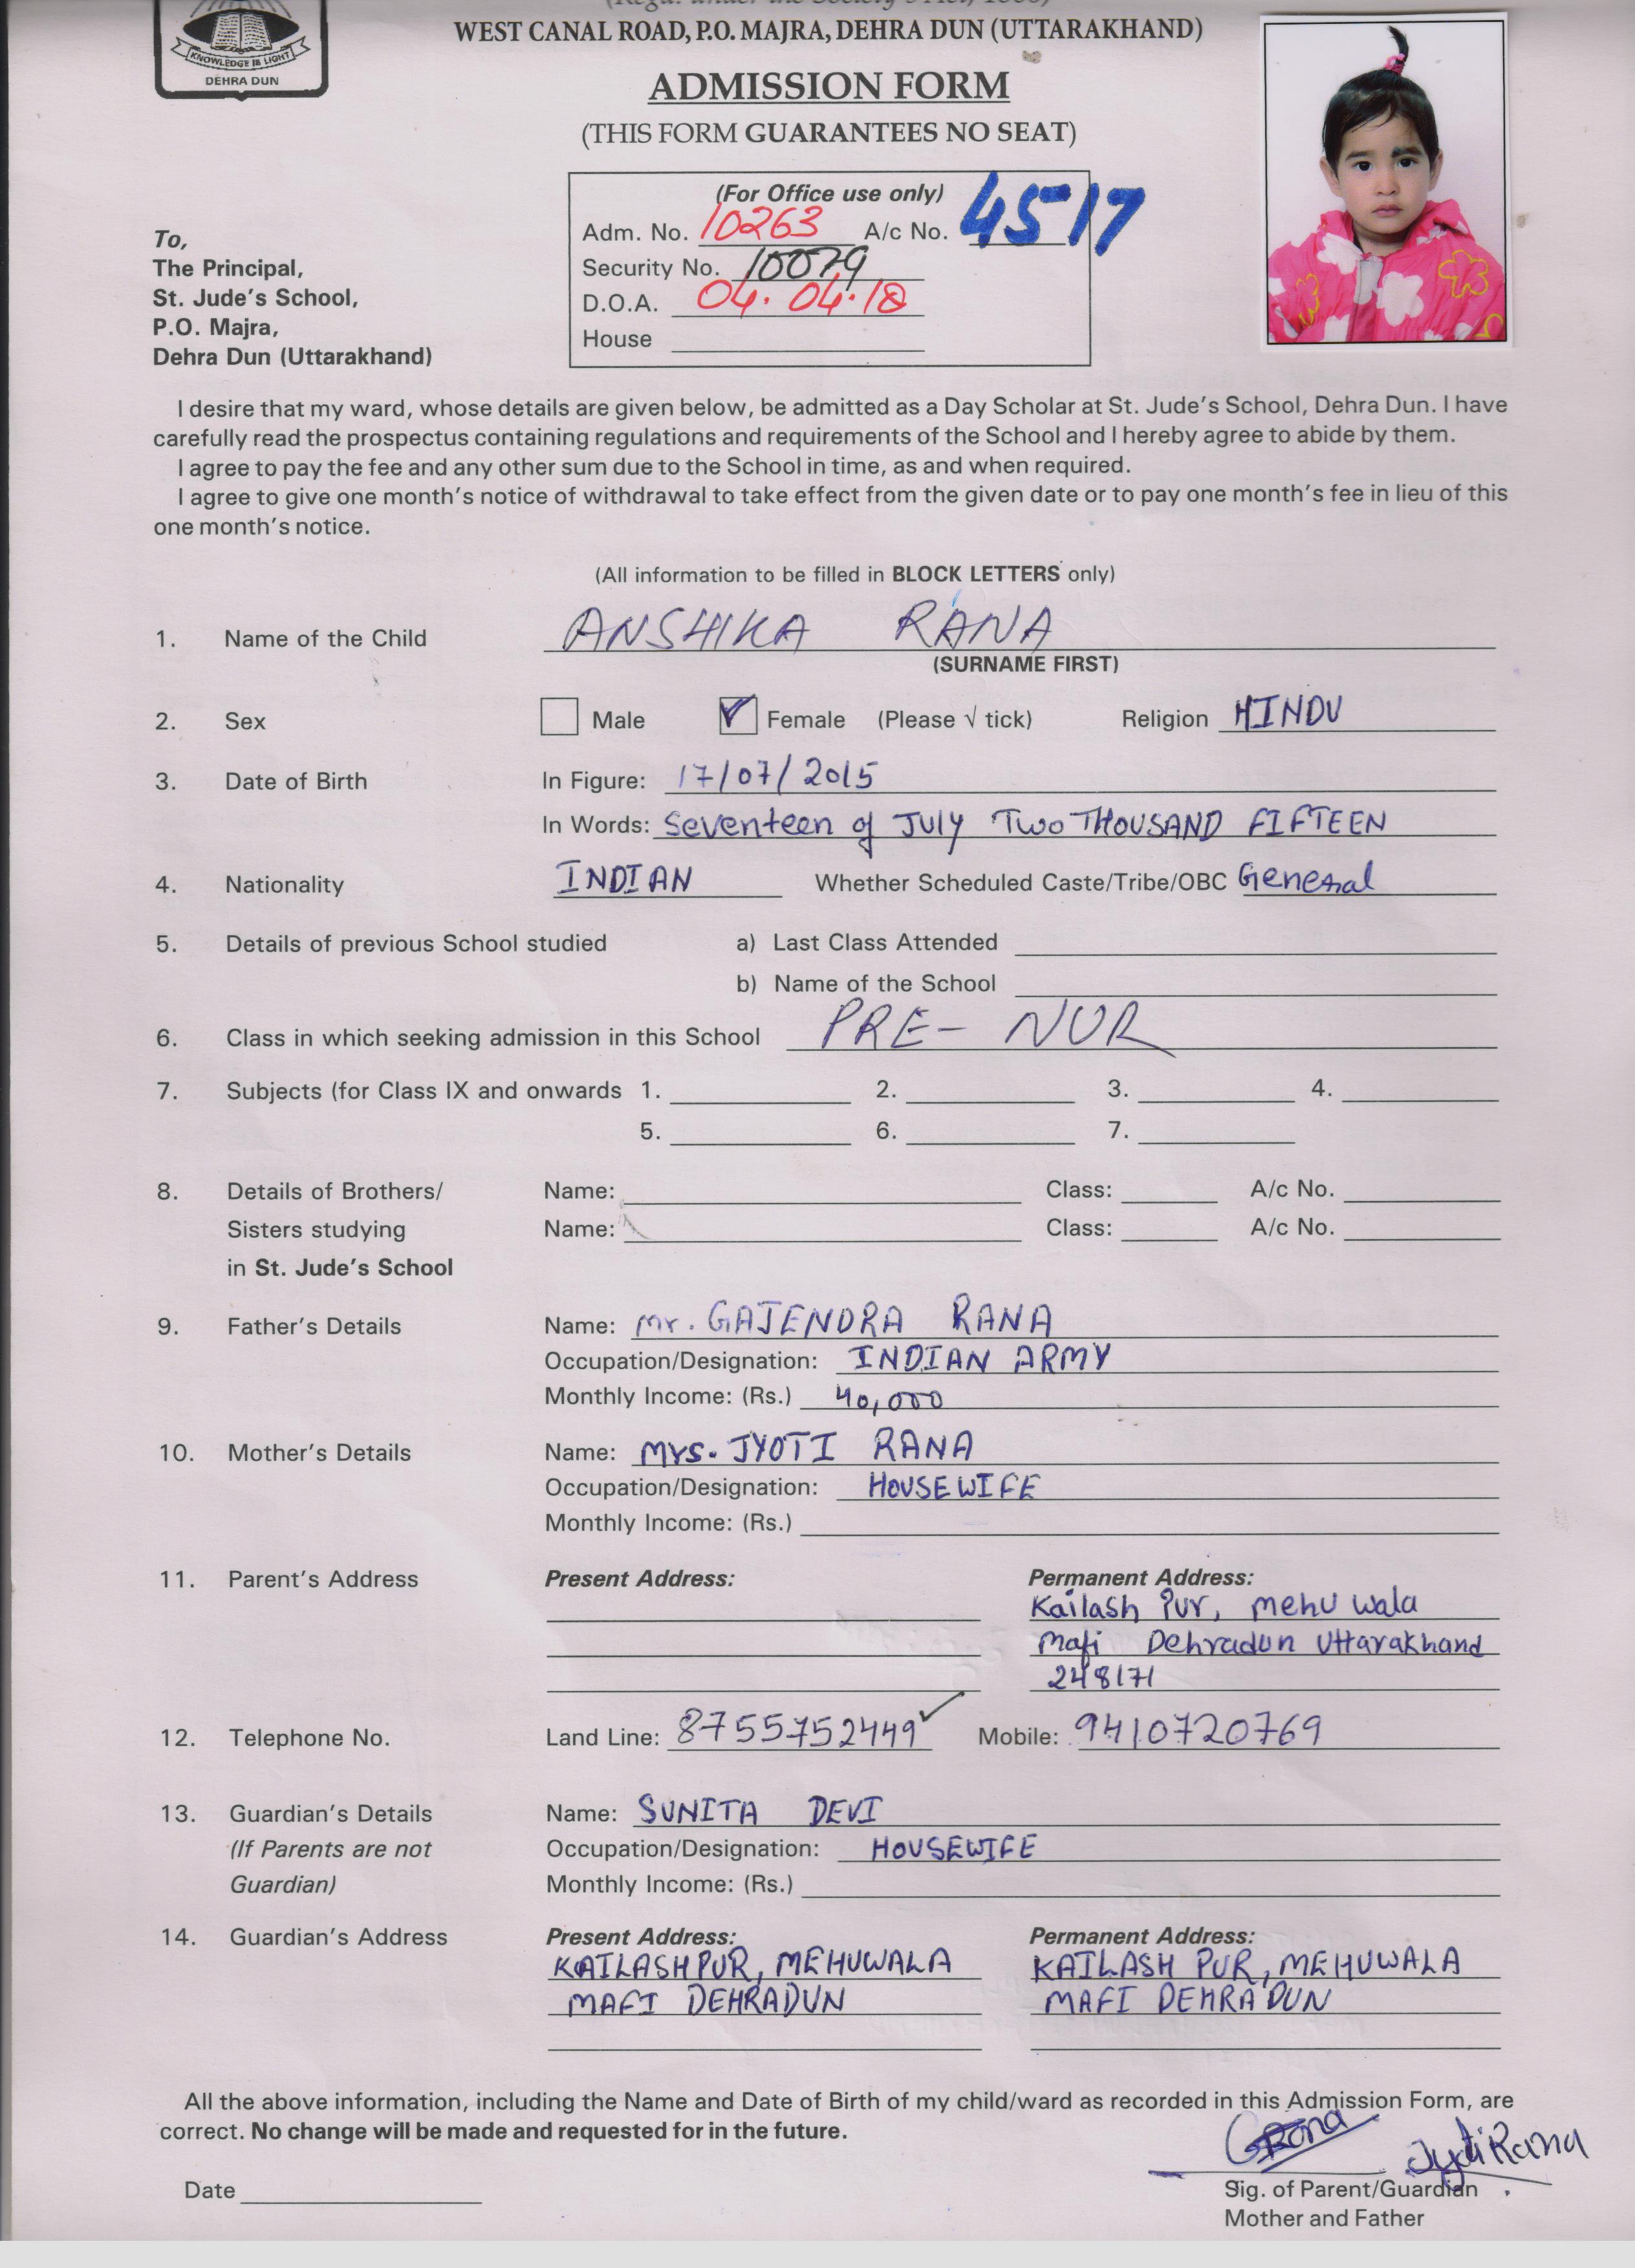 KNOWLEDGE IS LIGHT
DEHRA DUN
WEST CANAL ROAD, P.O. MAJRA, DEHRA DUN (UTTARAKHAND)
ADMISSION FORM
(THIS FORM GUARANTEES NO SEAT)
(For Office use only)
Adm. No. 10263 A/c No. 4517
Security No. 10079
D.O.A. 04.04.18
House
To,
The Principal,
St. Jude's School,
P.O. Majra,
Dehra Dun (Uttarakhand)
I desire that my ward, whose details are given below, be admitted as a Day Scholar at St. Jude's School, Dehra Dun. I have
carefully read the prospectus containing regulations and requirements of the School and I hereby agree to abide by them.
I agree to pay the fee and any other sum due to the School in time, as and when required.
I agree to give one month's notice of withdrawal to take effect from the given date or to pay one month's fee in lieu of this
one month's notice.
(All information to be filled in BLOCK LETTERS only)
1. Name of the Child ANSHIKA RANA
(SURNAME FIRST)
2. Sex Male ✓ Female (Please √ tick) Religion HINDU
3. Date of Birth In Figure: 17/07/2015
In Words: Seventeen of JULY TWO THOUSAND FIFTEEN
4. Nationality INDIAN Whether Scheduled Caste/Tribe/OBC General
5. Details of previous School studied a) Last Class Attended
b) Name of the School
6. Class in which seeking admission in this School PRE- NUR
7. Subjects (for Class IX and onwards 1. 2. 3. 4.
5. 6. 7.
8. Details of Brothers/ Name: Class: A/c No.
Sisters studying Name: Class: A/c No.
in St. Jude's School
9. Father's Details Name: Mr. GAJENDRA RANA
Occupation/Designation: INDIAN ARMY
Monthly Income: (Rs.) 40,000
10. Mother's Details Name: Mrs. JYOTI RANA
Occupation/Designation: HOUSEWIFE
Monthly Income: (Rs.)
11. Parent's Address Present Address: Permanent Address:
Kailash Pur, Mehu wala
Mafi Dehradun Uttarakhand
248171
12. Telephone No. Land Line: 8755752449 ✓ Mobile: 9410720769
13. Guardian's Details Name: SUNITA DEVI
(If Parents are not Occupation/Designation: HOUSEWIFE
Guardian) Monthly Income: (Rs.)
14. Guardian's Address Present Address: Permanent Address:
KAILASHPUR, MEHUWALA KAILASH PUR, MEHUWALA
MAFI DEHRADUN MAFI DEHRADUN
All the above information, including the Name and Date of Birth of my child/ward as recorded in this Admission Form, are
correct. No change will be made and requested for in the future.
GRana Jyoti Rana
Date Sig. of Parent/Guardian
Mother and Father